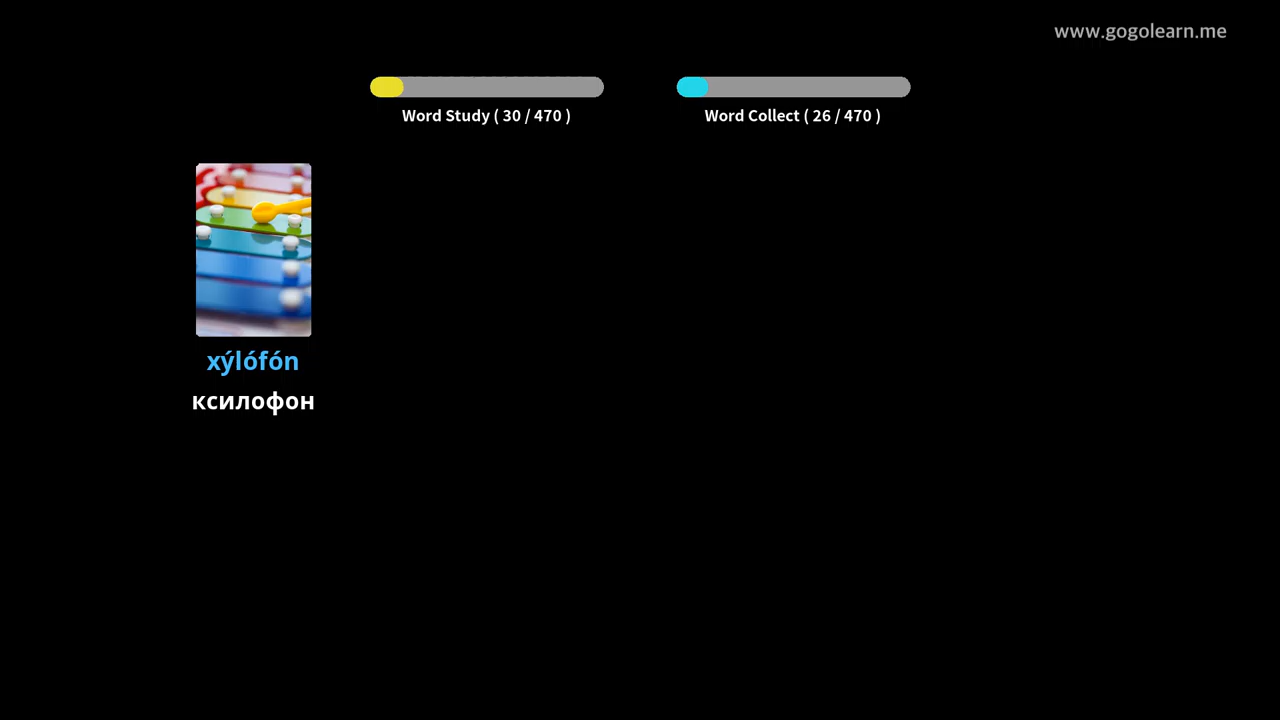 www.gogolearn.me
Word Study ( 30 / 470 )
Word Collect ( 26 / 470 )
xýlófón
ксилофон